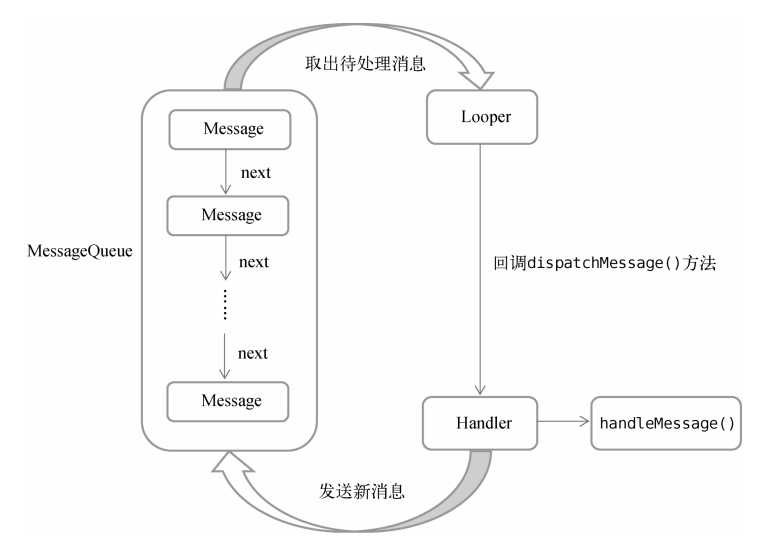 取出待处理消息
Message
Looper
next
Message
MessageQueue
next
回调dispatchMessage()方法
......
next
Message
Handler
handleMessage()
发送新消息